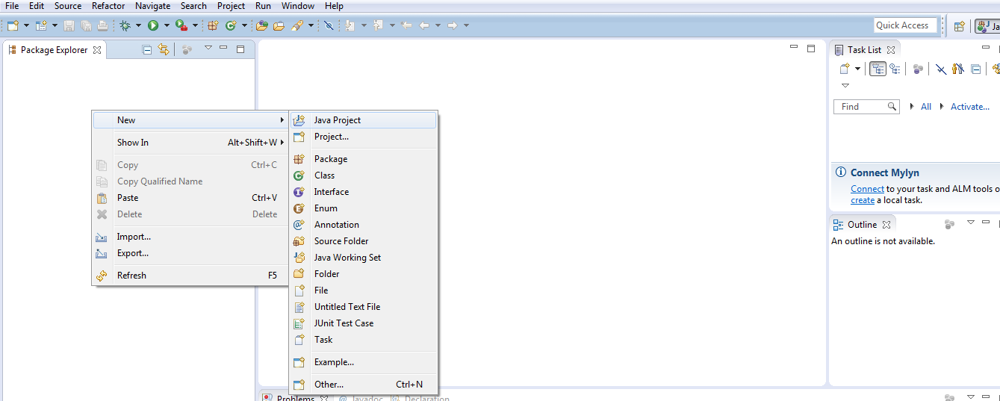 File Edit Source Refactor Navigate Search Project Run Window Help
Quick Access
Ja
Package Explorer
New
Show In Alt+Shift+W
Copy Ctrl+C
Copy Qualified Name
Paste Ctrl+V
Delete Delete
Import...
Export...
Refresh F5
Java Project
Project...
Package
Class
Interface
Enum
Annotation
Source Folder
Java Working Set
Folder
File
Untitled Text File
JUnit Test Case
Task
Example...
Other... Ctrl+N
Problems @ Javadoc Declaration
Task List
Find All Activate...
Connect Mylyn
Connect to your task and ALM tools o
create a local task.
Outline
An outline is not available.